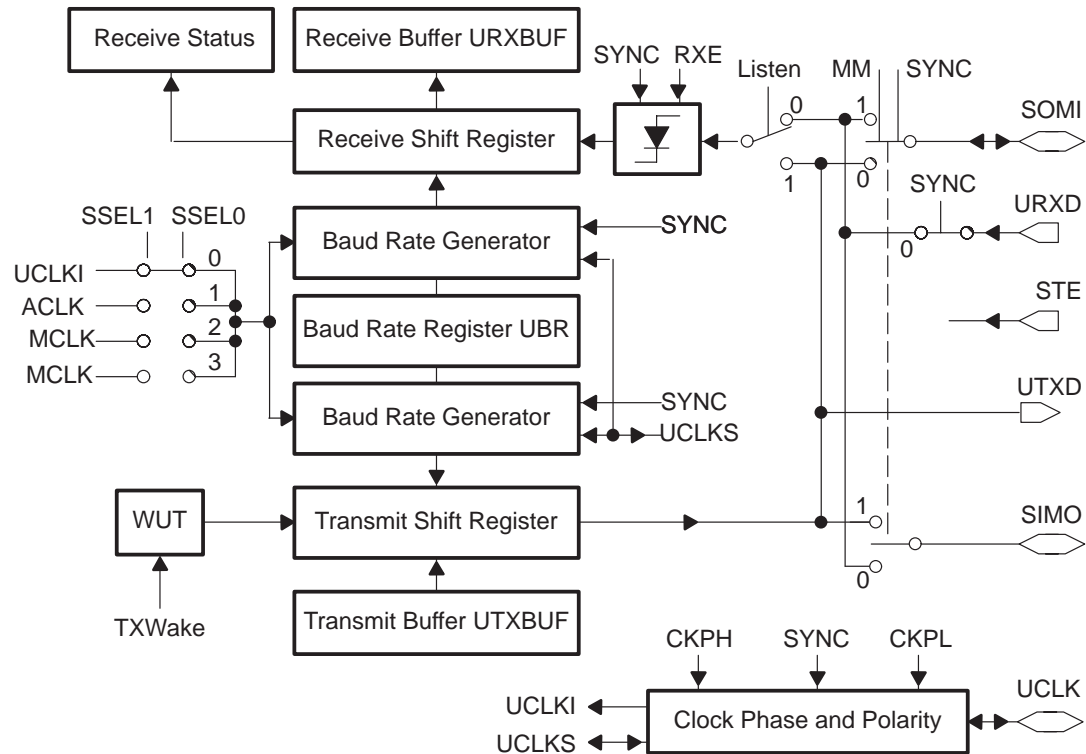 Receive Status
Receive Buffer URXBUF
SYNC RXE
Listen
MM SYNC
SOMI
0
1
Receive Shift Register
1
0
SYNC
URXD
SSEL1 SSEL0
Baud Rate Generator
SYNC
0
UCLKI
0
ACLK
1
STE
Baud Rate Register UBR
MCLK
2
MCLK
3
UTXD
Baud Rate Generator
SYNC
UCLKS
WUT
Transmit Shift Register
1
SIMO
0
TXWake
Transmit Buffer UTXBUF
CKPH SYNC CKPL
UCLK
UCLKI
Clock Phase and Polarity
UCLKS